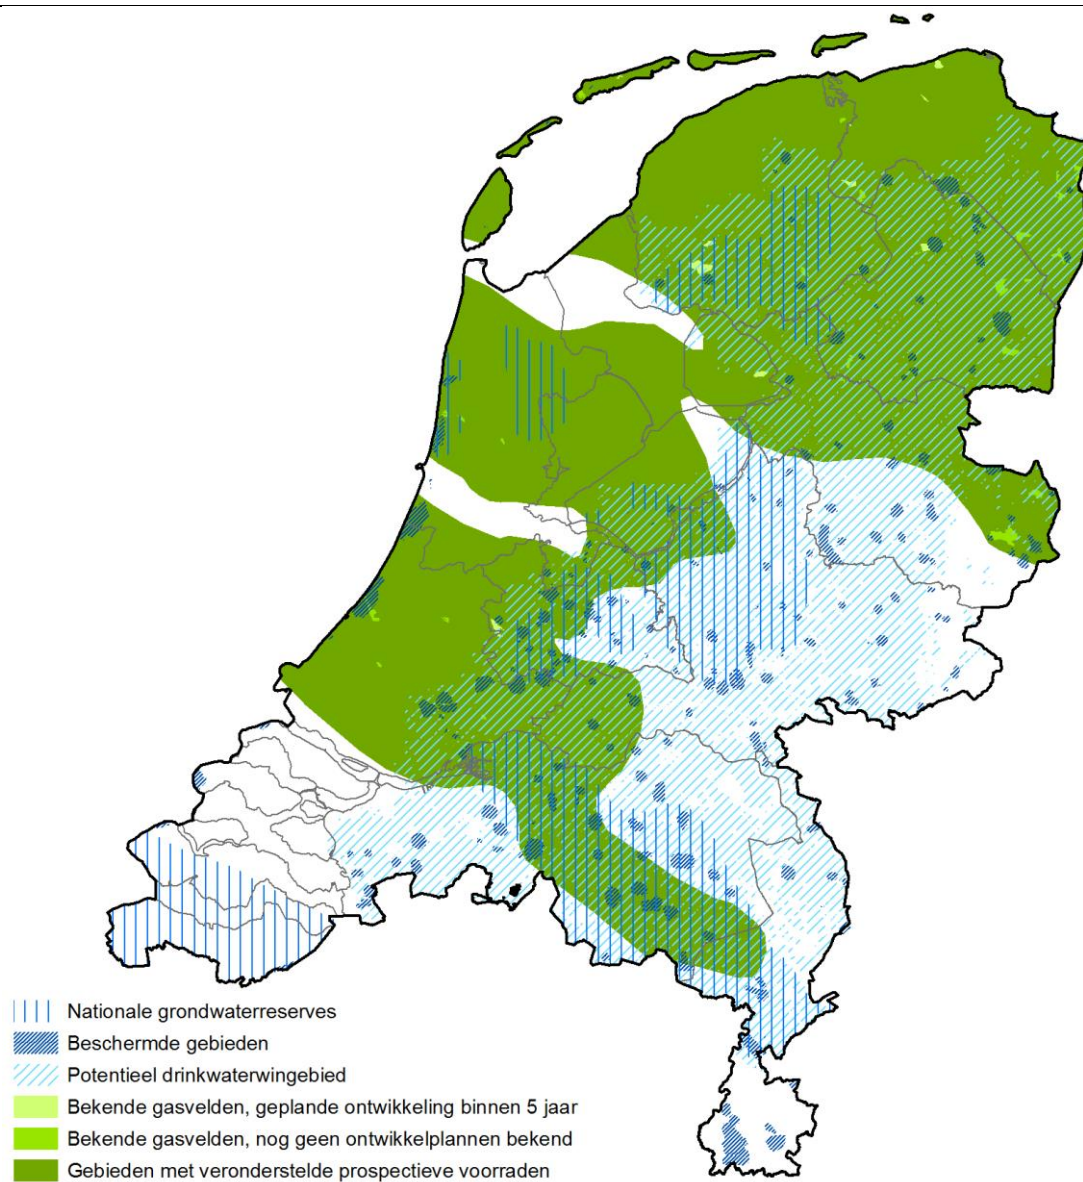 Nationale grondwaterreserves
Beschermde gebieden
Potentieel drinkwaterwingebied
Bekende gasvelden, geplande ontwikkeling binnen 5 jaar
Bekende gasvelden, nog geen ontwikkelplannen bekend
Gebieden met veronderstelde prospectieve voorraden